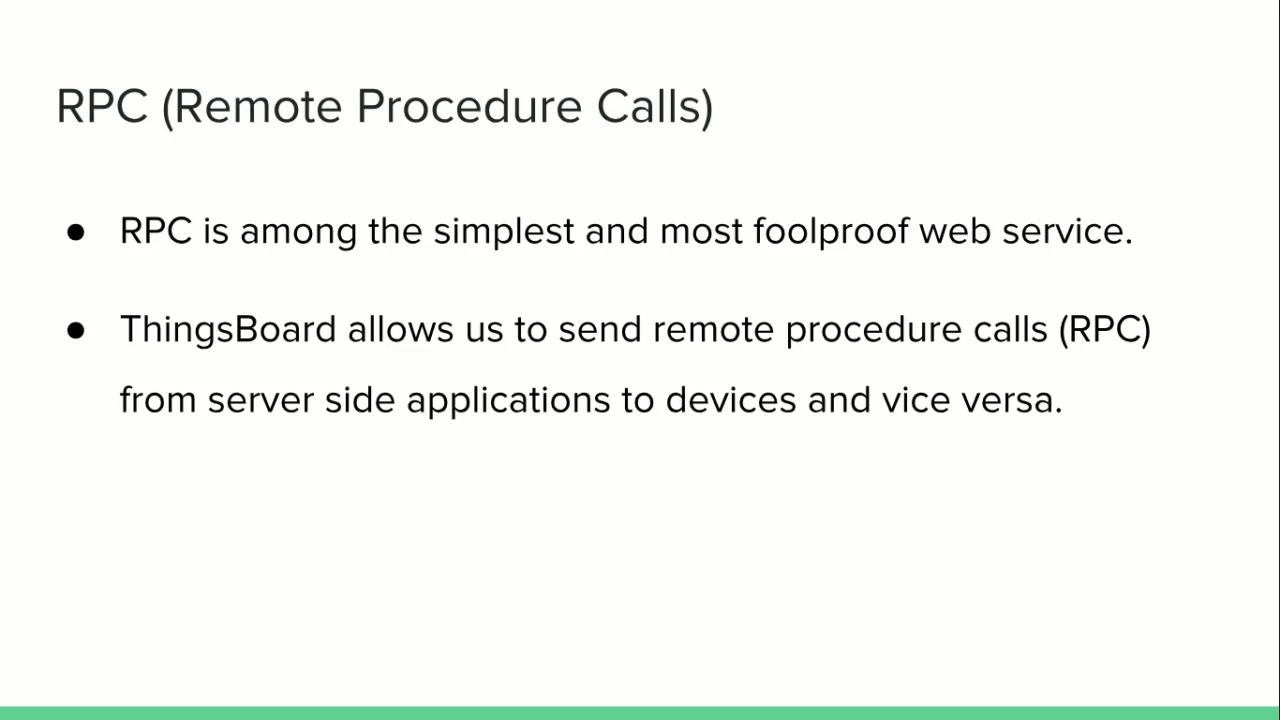 RPC (Remote Procedure Calls)
● RPC is among the simplest and most foolproof web service.
● ThingsBoard allows us to send remote procedure calls (RPC)
from server side applications to devices and vice versa.